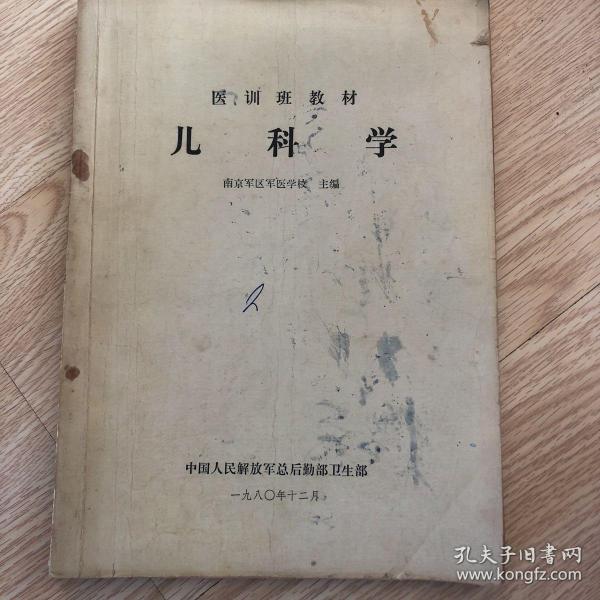 医训班教材
儿科学
南京军区军医学校 主编
中国人民解放军总后勤部卫生部
一九八〇年十二月
孔夫子旧书网
www.kongfz.com